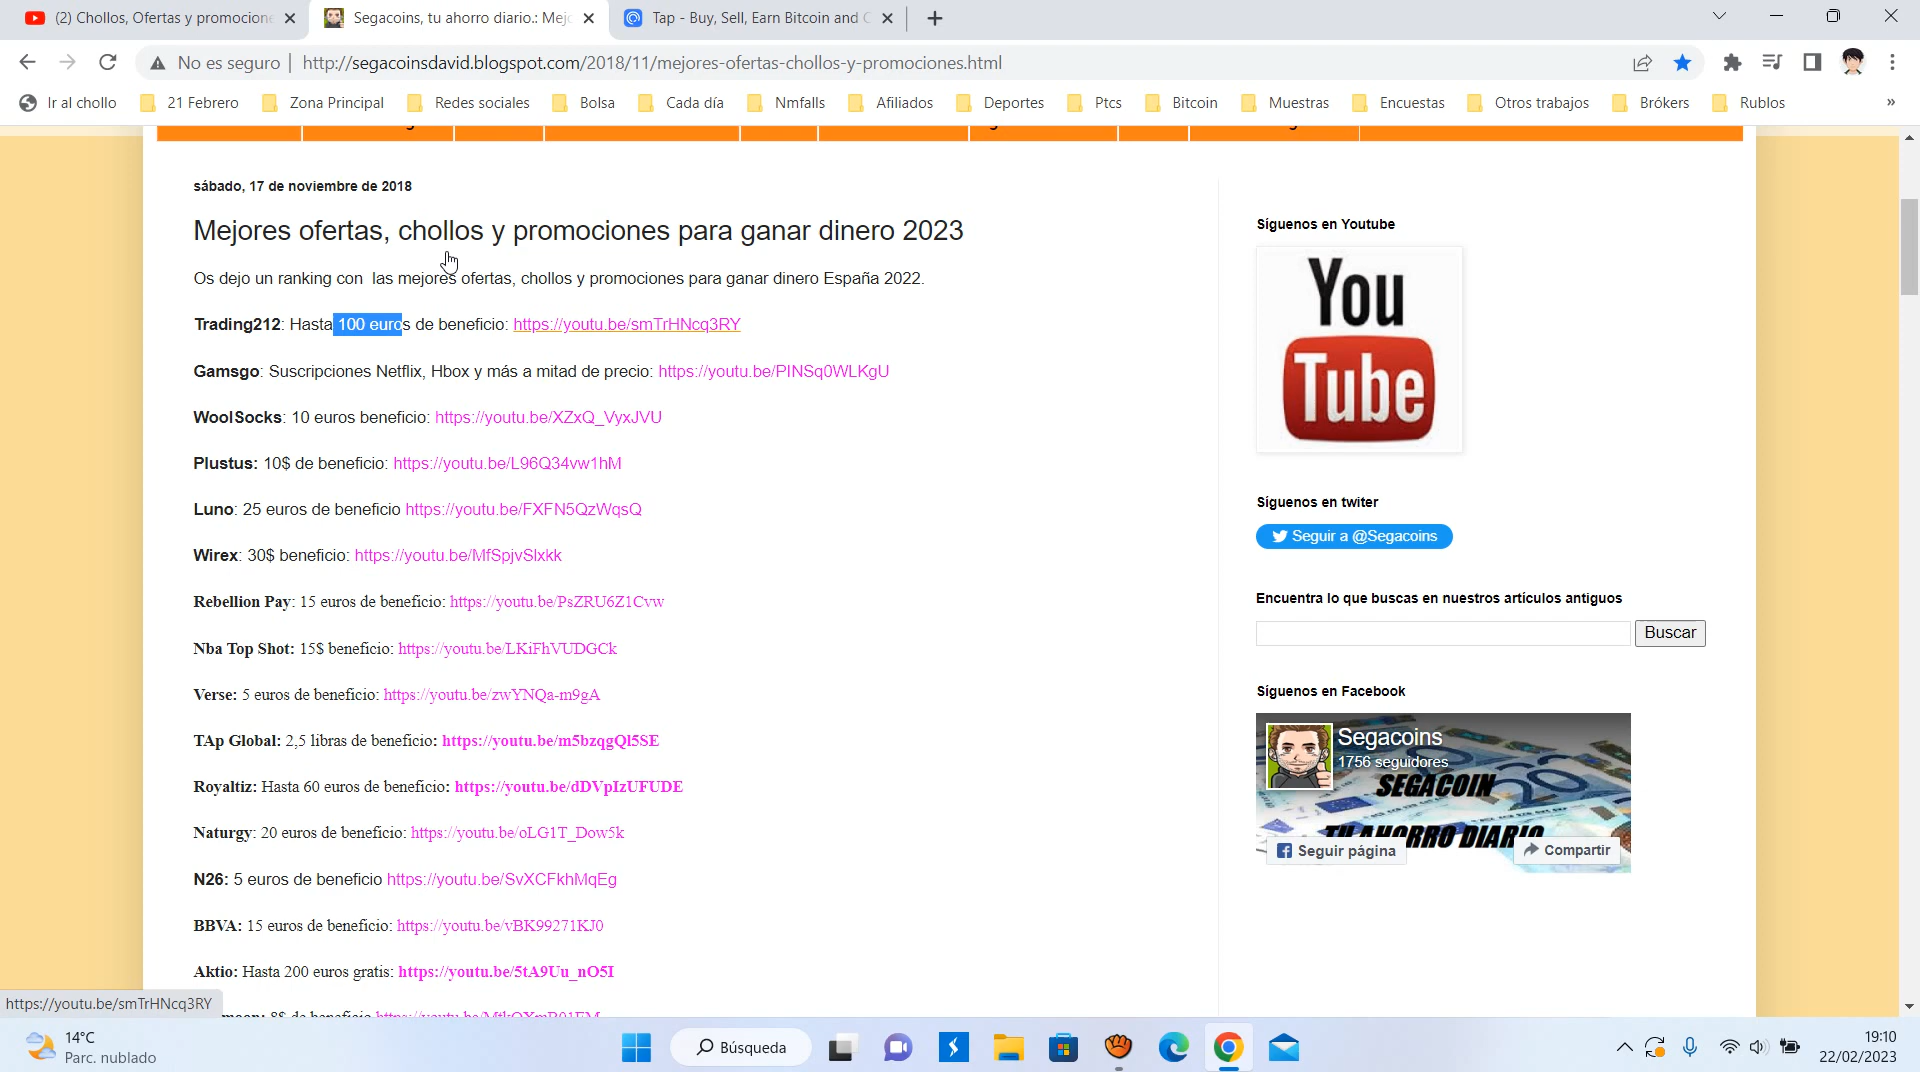 (2) Chollos, Ofertas y promocione
Segacoins, tu ahorro diario.: Mej
Tap - Buy, Sell, Earn Bitcoin and C
No es seguro | http://segacoinsdavid.blogspot.com/2018/11/mejores-ofertas-chollos-y-promociones.html
Ir al chollo
21 Febrero
Zona Principal
Redes sociales
Bolsa
Cada día
Nmfalls
Afiliados
Deportes
Ptcs
Bitcoin
Muestras
Encuestas
Otros trabajos
Brókers
Rublos
»
sábado, 17 de noviembre de 2018
Mejores ofertas, chollos y promociones para ganar dinero 2023
Os dejo un ranking con las mejores ofertas, chollos y promociones para ganar dinero España 2022.
Trading212: Hasta 100 euros de beneficio: https://youtu.be/smTrHNcq3RY
Gamsgo: Suscripciones Netflix, Hbox y más a mitad de precio: https://youtu.be/PINSq0WLKgU
WoolSocks: 10 euros beneficio: https://youtu.be/XZxQ_VyxJVU
Plustus: 10$ de beneficio: https://youtu.be/L96Q34vw1hM
Luno: 25 euros de beneficio https://youtu.be/FXFN5QzWqsQ
Wirex: 30$ beneficio: https://youtu.be/MfSpjvSlxkk
Rebellion Pay: 15 euros de beneficio: https://youtu.be/PsZRU6Z1Cvw
Nba Top Shot: 15$ beneficio: https://youtu.be/LKiFhVUDGCk
Verse: 5 euros de beneficio: https://youtu.be/zwYNQa-m9gA
TAp Global: 2,5 libras de beneficio: https://youtu.be/m5bzqgQl5SE
Royaltiz: Hasta 60 euros de beneficio: https://youtu.be/dDVpIzUFUDE
Naturgy: 20 euros de beneficio: https://youtu.be/oLG1T_Dow5k
N26: 5 euros de beneficio https://youtu.be/SvXCFkhMqEg
BBVA: 15 euros de beneficio: https://youtu.be/vBK99271KJ0
Aktio: Hasta 200 euros gratis: https://youtu.be/5tA9Uu_nO5I
https://youtu.be/smTrHNcq3RY
Síguenos en Youtube
You
Tube
Síguenos en twiter
Seguir a @Segacoins
Encuentra lo que buscas en nuestros artículos antiguos
Buscar
Síguenos en Facebook
Segacoins
1756 seguidores
SEGACOIN
TU AHORRO DIARIO
Seguir página
Compartir
14°C
Parc. nublado
Búsqueda
19:10
22/02/2023